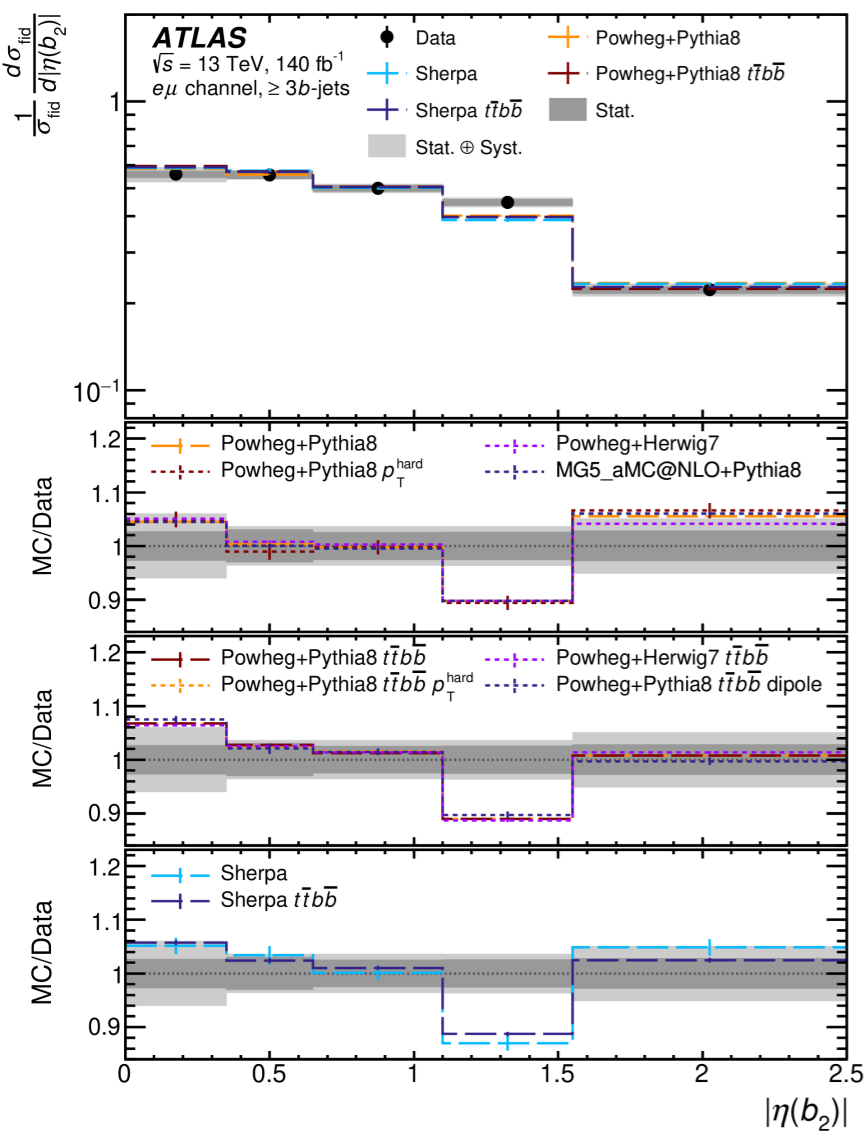 1/σ_fid dσ_fid/d|η(b₂)|
ATLAS
√s = 13 TeV, 140 fb⁻¹
eμ channel, ≥ 3b-jets
Data
Sherpa
Sherpa tt̅bb̅
Stat. ⊕ Syst.
Powheg+Pythia8
Powheg+Pythia8 tt̅bb̅
Stat.
1
10⁻¹
MC/Data
1.2
1.1
1
0.9
Powheg+Pythia8
Powheg+Pythia8 p_T^hard
Powheg+Herwig7
MG5_aMC@NLO+Pythia8
MC/Data
1.2
1.1
1
0.9
Powheg+Pythia8 tt̅bb̅
Powheg+Pythia8 tt̅bb̅ p_T^hard
Powheg+Herwig7 tt̅bb̅
Powheg+Pythia8 tt̅bb̅ dipole
MC/Data
1.2
1.1
1
0.9
Sherpa
Sherpa tt̅bb̅
0 0.5 1 1.5 2 2.5
|η(b₂)|